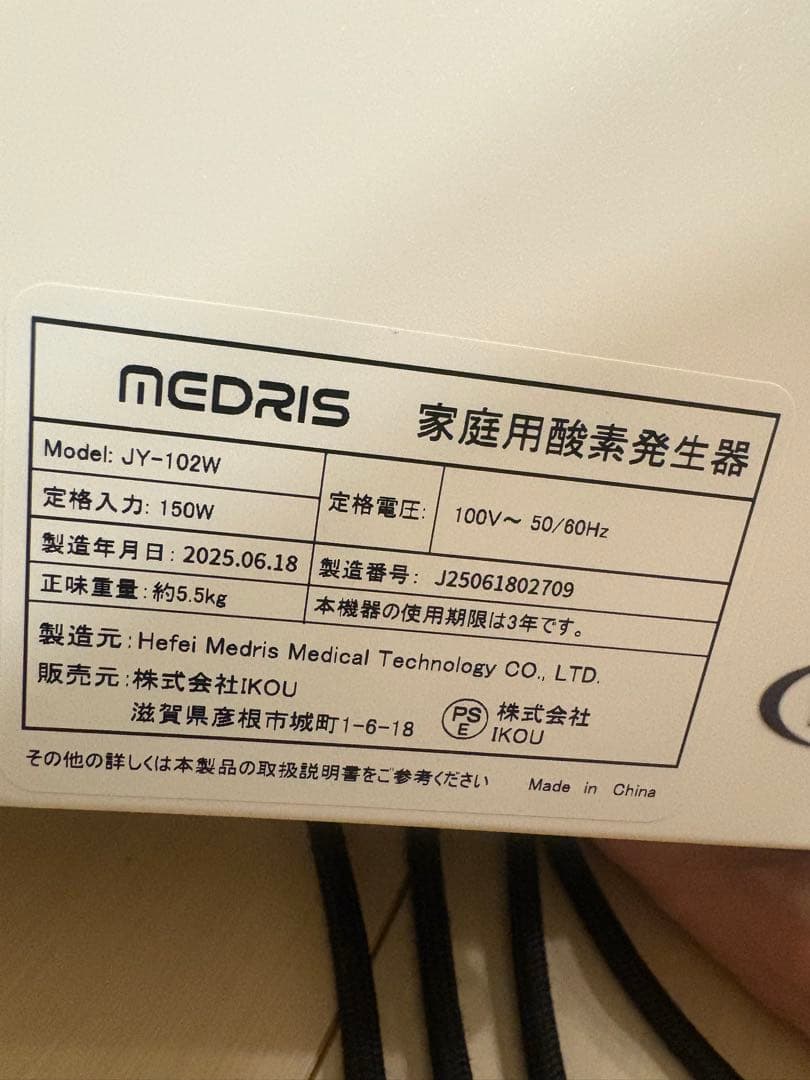 MEDRIS 家庭用酸素発生器
Model: JY-102W
定格入力: 150W
定格電圧: 100V～ 50/60Hz
製造年月日: 2025.06.18
製造番号: J25061802709
正味重量:約5.5kg
本機器の使用期限は3年です。
製造元:Hefei Medris Medical Technology CO., LTD.
販売元:株式会社IKOU
滋賀県彦根市城町1-6-18
PSE 株式会社
IKOU
その他の詳しくは本製品の取扱説明書をご参考ください
Made in China